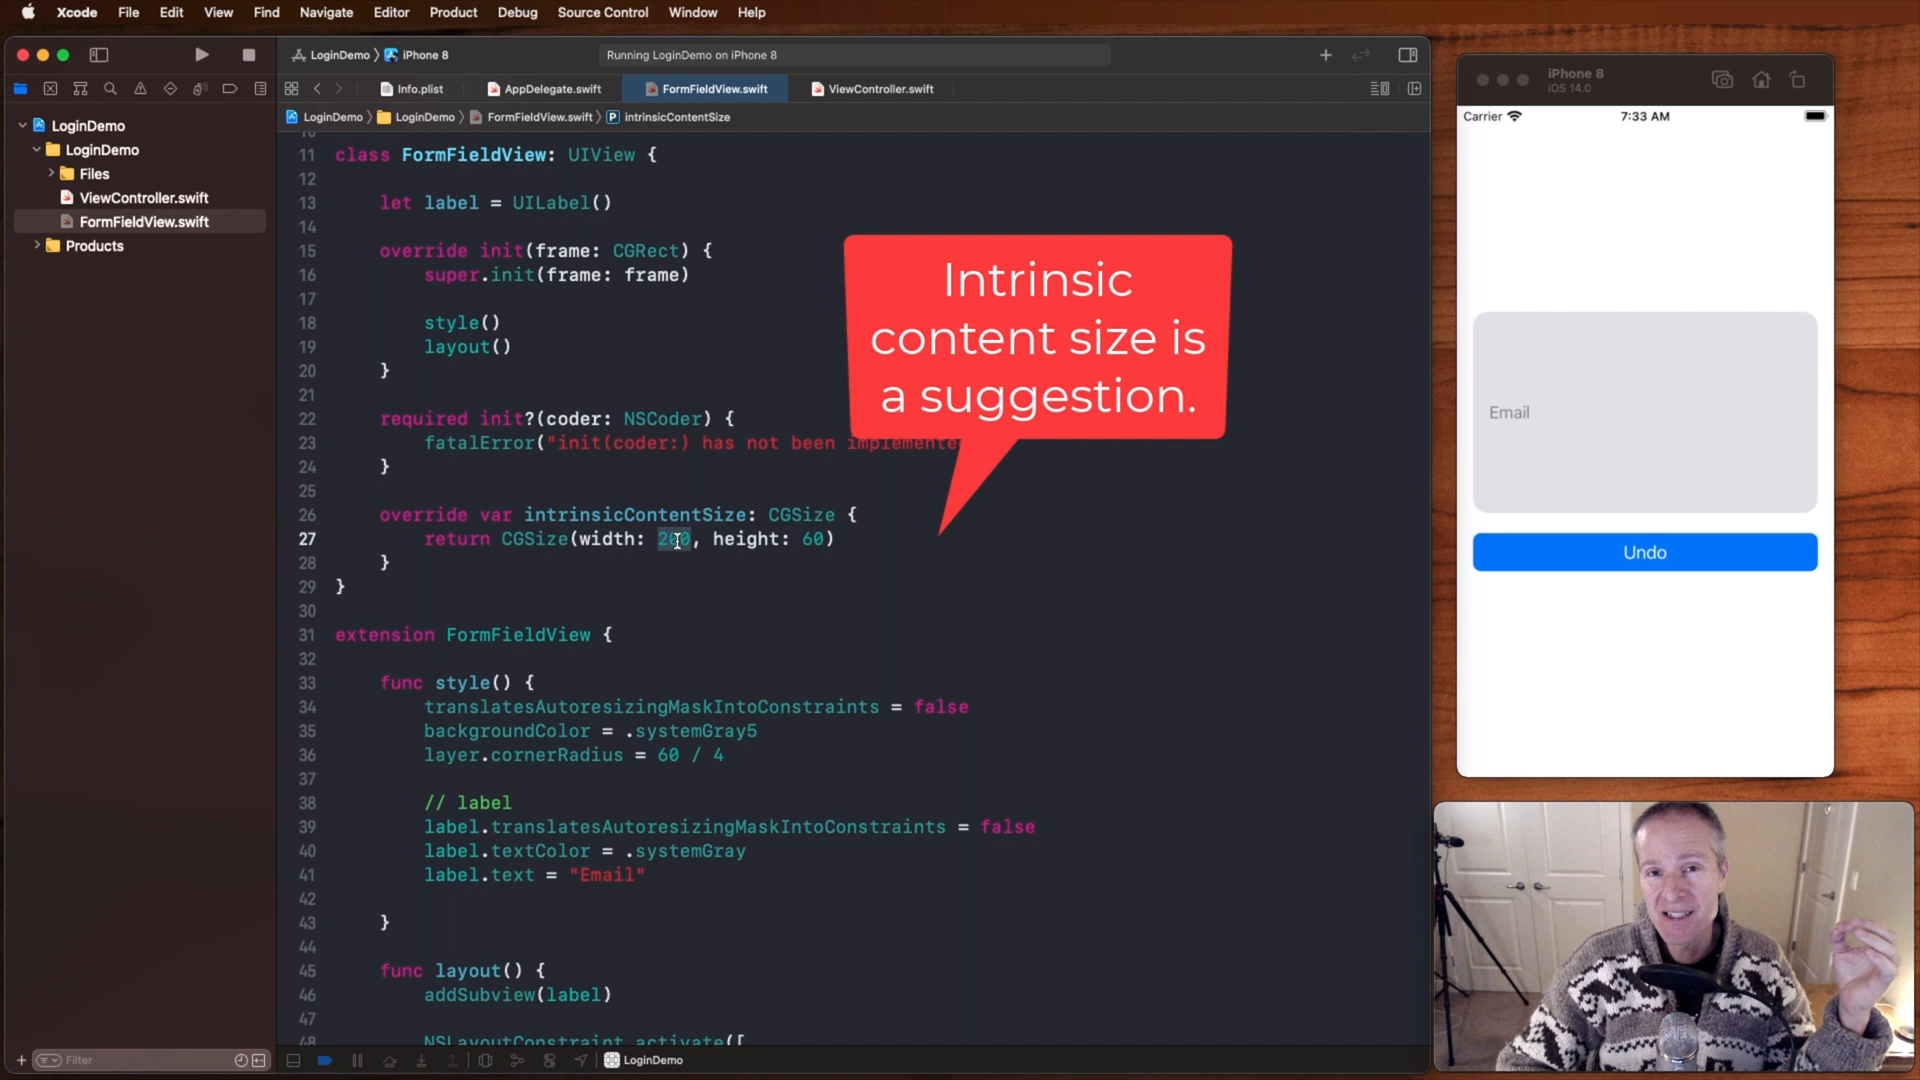 Xcode File Edit View Find Navigate Editor Product Debug Source Control Window Help
LoginDemo iPhone 8 Running LoginDemo on iPhone 8
Info.plist AppDelegate.swift FormFieldView.swift ViewController.swift
LoginDemo LoginDemo FormFieldView.swift P intrinsicContentSize
LoginDemo
LoginDemo
Files
ViewController.swift
FormFieldView.swift
Products
Filter
11 class FormFieldView: UIView {
12
13 let label = UILabel()
14
15 override init(frame: CGRect) {
16 super.init(frame: frame)
17
18 style()
19 layout()
20 }
21
22 required init?(coder: NSCoder) {
23 fatalError("init(coder:) has not been implemente
24 }
25
26 override var intrinsicContentSize: CGSize {
27 return CGSize(width: 200, height: 60)
28 }
29 }
30
31 extension FormFieldView {
32
33 func style() {
34 translatesAutoresizingMaskIntoConstraints = false
35 backgroundColor = .systemGray5
36 layer.cornerRadius = 60 / 4
37
38 // label
39 label.translatesAutoresizingMaskIntoConstraints = false
40 label.textColor = .systemGray
41 label.text = "Email"
42
43 }
44
45 func layout() {
46 addSubview(label)
47
48 NSLayoutConstraint.activate([
LoginDemo
Intrinsic
content size is
a suggestion.
iPhone 8
iOS 14.0
Carrier 7:33 AM
Email
Undo